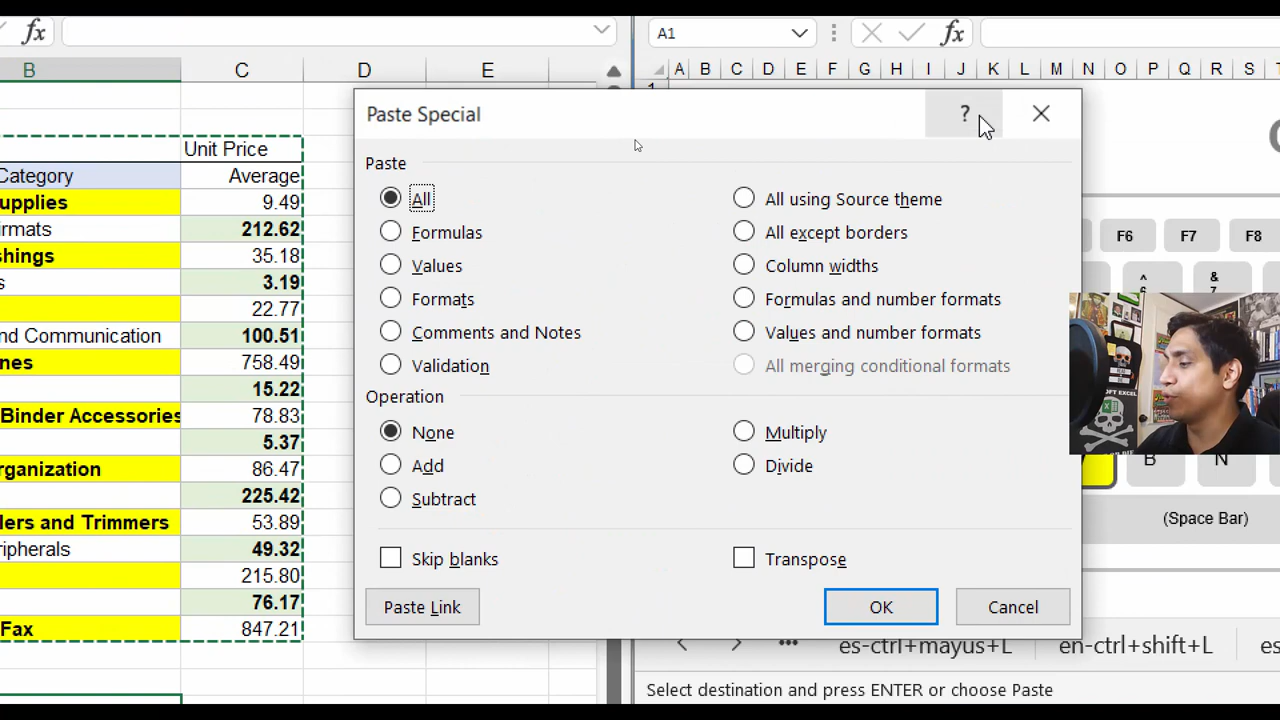 fx
A1
fx
B C D E
A B C D E F G H I J K L M N O P Q R S
Paste Special
?
Paste
All
Formulas
Values
Formats
Comments and Notes
Validation
All using Source theme
All except borders
Column widths
Formulas and number formats
Values and number formats
All merging conditional formats
Operation
None
Add
Subtract
Multiply
Divide
Skip blanks
Transpose
Paste Link
OK
Cancel
Unit Price
Category Average
upplies 9.49
irmats 212.62
shings 35.18
s 3.19
22.77
nd Communication 100.51
nes 758.49
15.22
Binder Accessories 78.83
5.37
rganization 86.47
225.42
lers and Trimmers 53.89
ripherals 49.32
215.80
76.17
Fax 847.21
F6 F7 F8
^
6
&
7
B N
(Space Bar)
EXCEL
es-ctrl+mayus+L en-ctrl+shift+L es
Select destination and press ENTER or choose Paste